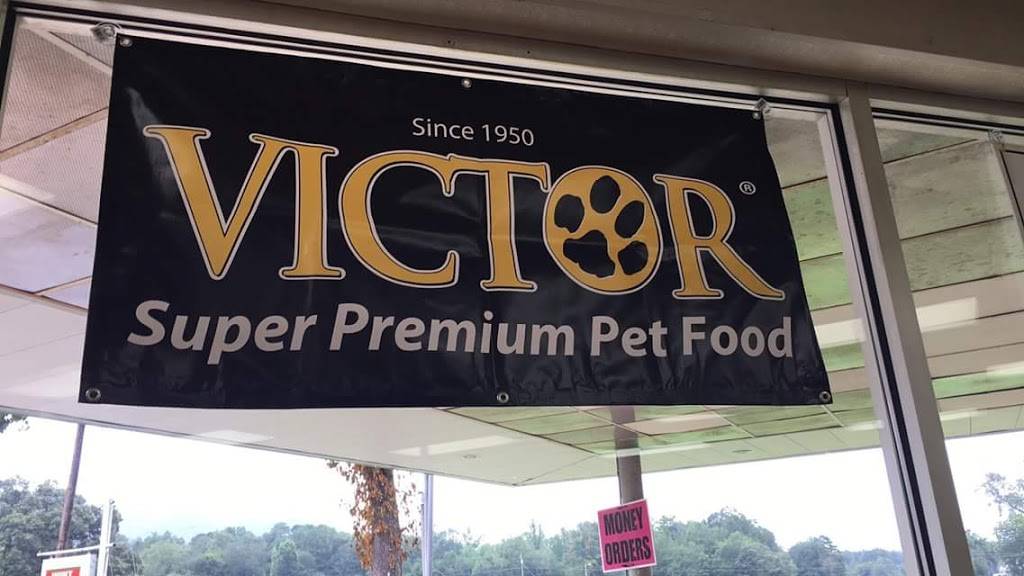 Since 1950
VICTOR®
Super Premium Pet Food
MONEY
ORDERS